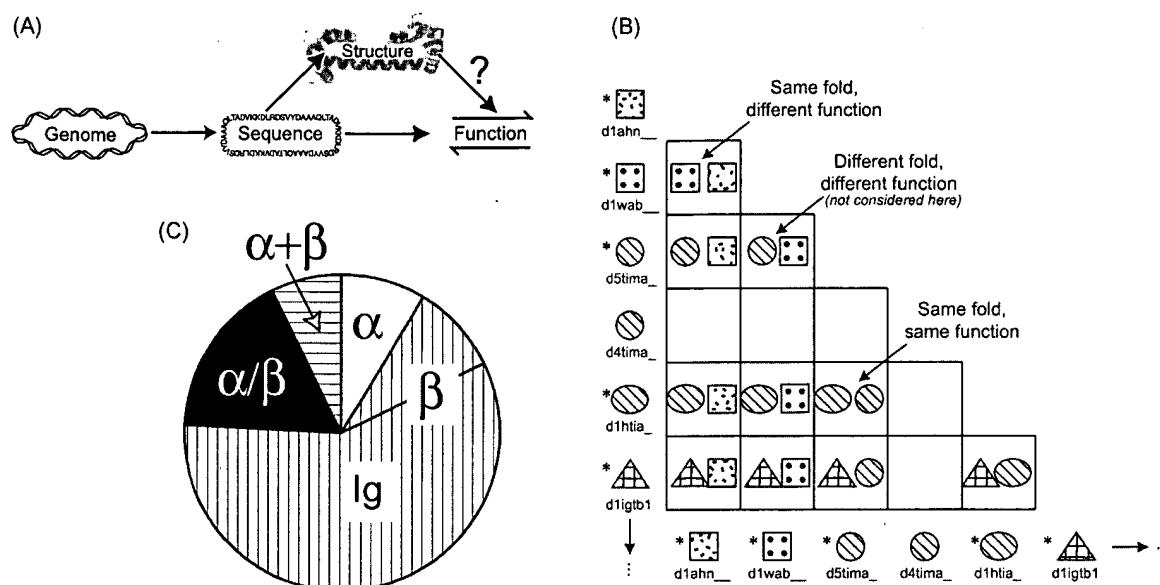 (A)
Structure
?
Genome
Sequence
Function
(B)
Same fold,
different function
Different fold,
different function
(not considered here)
Same fold,
same function
*
d1ahn__
*
d1wab__
*
d5tima_
d4tima_
*
d1htia_
*
d1igtb1
⋮
* * * * *
d1ahn__ d1wab__ d5tima_ d4tima_ d1htia_ d1igtb1
(C)
α+β
α
α/β
β
Ig